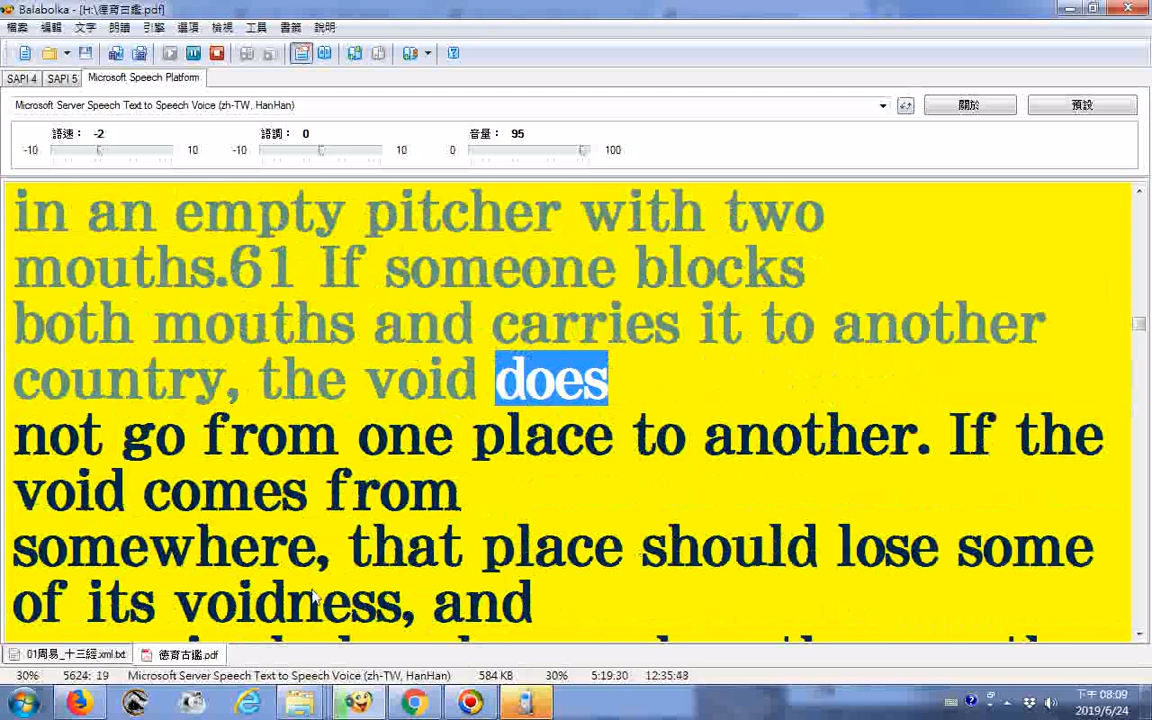 Balabolka - [H:\德育古鑑.pdf]
檔案 編輯 文字 朗讀 引擎 選項 檢視 工具 書籤 說明
SAPI 4 SAPI 5 Microsoft Speech Platform
Microsoft Server Speech Text to Speech Voice (zh-TW, HanHan) 關於 預設
語速： -2 語調： 0 音量： 95
-10 10 -10 10 0 100
in an empty pitcher with two
mouths.61 If someone blocks
both mouths and carries it to another
country, the void does
not go from one place to another. If the
void comes from
somewhere, that place should lose some
of its voidness, and
01周易_十三經.xml.txt 德育古鑑.pdf
30% 5624: 19 Microsoft Server Speech Text to Speech Voice (zh-TW, HanHan) 584 KB 30% 5:19:30 12:35:43
下午 08:09
2019/6/24